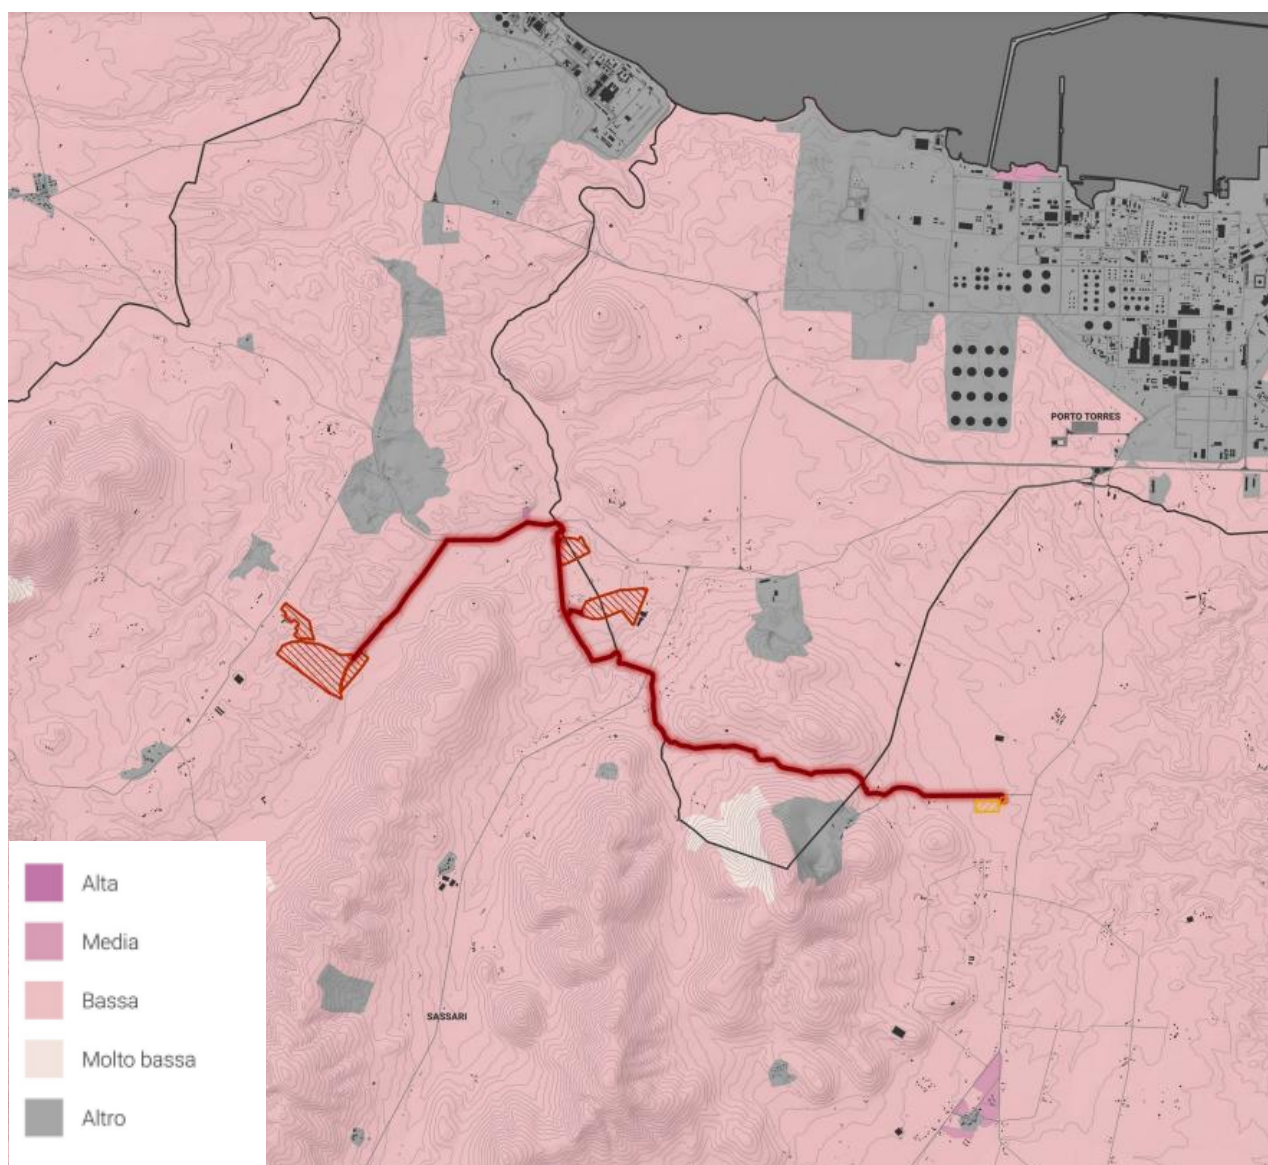 PORTO TORRES
Alta
Media
Bassa
SASSARI
Molto bassa
Altro